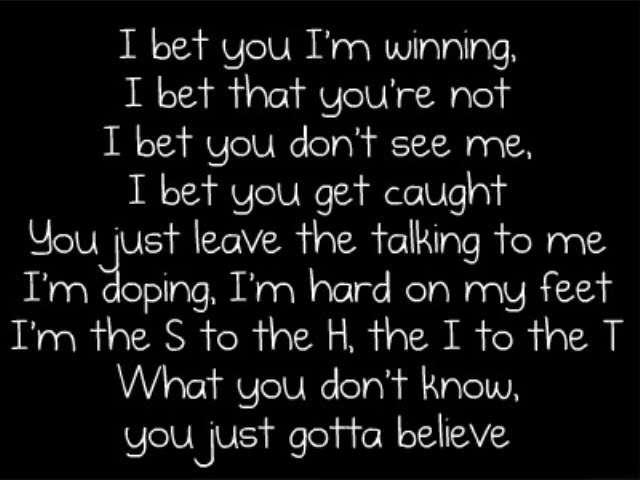 I bet you I'm winning,
I bet that you're not
I bet you don't see me,
I bet you get caught
You just leave the talking to me
I'm doping, I'm hard on my feet
I'm the S to the H, the I to the T
What you don't know,
you just gotta believe